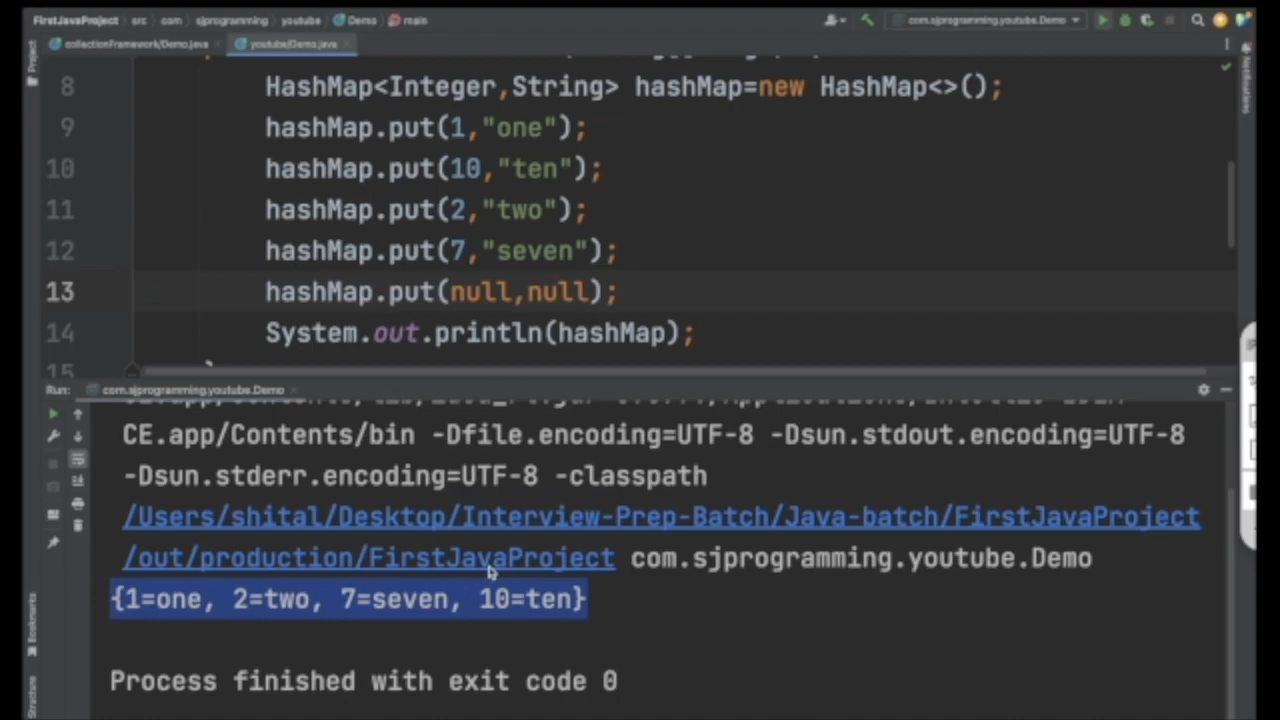 FirstJavaProject src com sjprogramming youtube Demo main
com.sjprogramming.youtube.Demo
Project
collectionFramework/Demo.java youtube/Demo.java
Notifications
8 HashMap<Integer,String> hashMap=new HashMap<>();
9 hashMap.put(1,"one");
10 hashMap.put(10,"ten");
11 hashMap.put(2,"two");
12 hashMap.put(7,"seven");
13 hashMap.put(null,null);
14 System.out.println(hashMap);
15
Run: com.sjprogramming.youtube.Demo
CE.app/Contents/bin -Dfile.encoding=UTF-8 -Dsun.stdout.encoding=UTF-8
-Dsun.stderr.encoding=UTF-8 -classpath
/Users/shital/Desktop/Interview-Prep-Batch/Java-batch/FirstJavaProject
/out/production/FirstJavaProject com.sjprogramming.youtube.Demo
{1=one, 2=two, 7=seven, 10=ten}
Bookmarks
Process finished with exit code 0
Structure